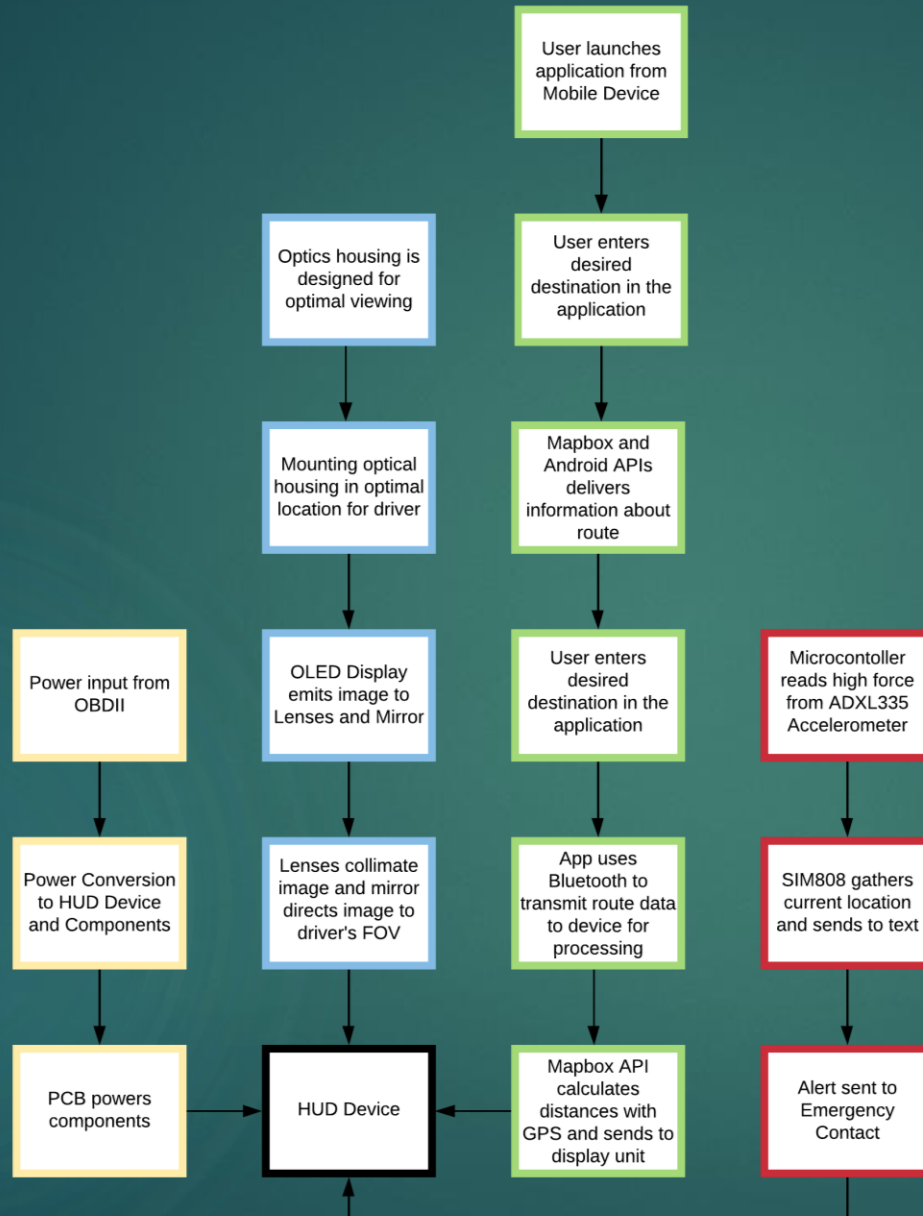 User launches
application from
Mobile Device
Optics housing is
designed for
optimal viewing
User enters
desired
destination in the
application
Mounting optical
housing in optimal
location for driver
Mapbox and
Android APIs
delivers
information about
route
Power input from
OBDII
OLED Display
emits image to
Lenses and Mirror
User enters
desired
destination in the
application
Microcontoller
reads high force
from ADXL335
Accelerometer
Power Conversion
to HUD Device
and Components
Lenses collimate
image and mirror
directs image to
driver's FOV
App uses
Bluetooth to
transmit route data
to device for
processing
SIM808 gathers
current location
and sends to text
PCB powers
components
HUD Device
Mapbox API
calculates
distances with
GPS and sends to
display unit
Alert sent to
Emergency
Contact